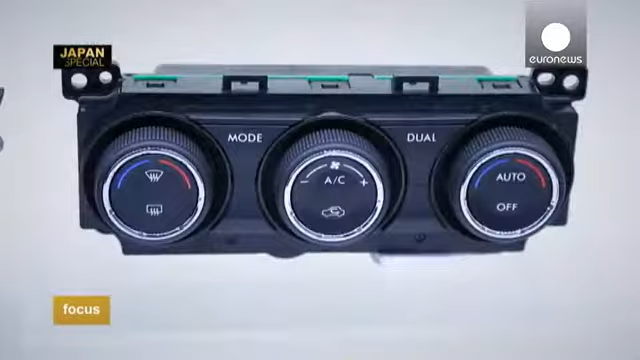 JAPAN
SPECIAL
euronews
MODE
DUAL
A/C
- +
AUTO
OFF
focus